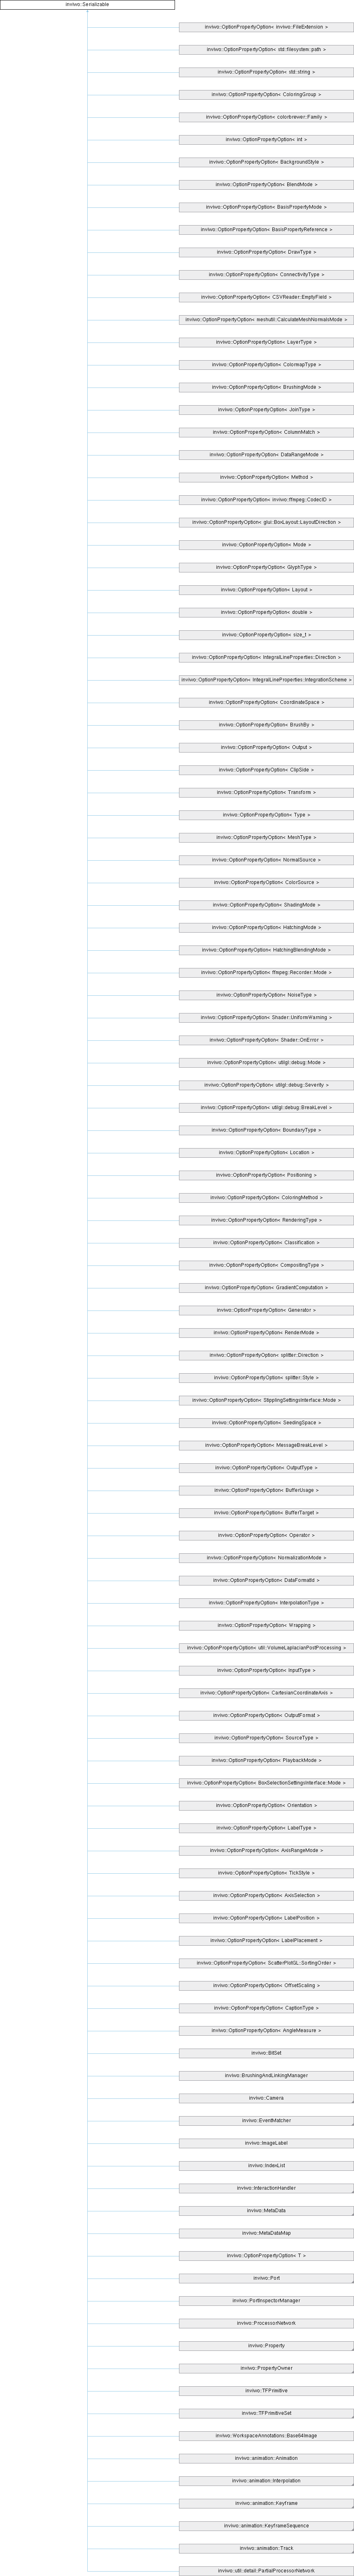 inviwo::Serializable
inviwo::OptionPropertyOption< inviwo::FileExtension >
inviwo::OptionPropertyOption< std::filesystem::path >
inviwo::OptionPropertyOption< std::string >
inviwo::OptionPropertyOption< ColoringGroup >
inviwo::OptionPropertyOption< colorbrewer::Family >
inviwo::OptionPropertyOption< int >
inviwo::OptionPropertyOption< BackgroundStyle >
inviwo::OptionPropertyOption< BlendMode >
inviwo::OptionPropertyOption< BasisPropertyMode >
inviwo::OptionPropertyOption< BasisPropertyReference >
inviwo::OptionPropertyOption< DrawType >
inviwo::OptionPropertyOption< ConnectivityType >
inviwo::OptionPropertyOption< CSVReader::EmptyField >
inviwo::OptionPropertyOption< meshutil::CalculateMeshNormalsMode >
inviwo::OptionPropertyOption< LayerType >
inviwo::OptionPropertyOption< ColormapType >
inviwo::OptionPropertyOption< BrushingMode >
inviwo::OptionPropertyOption< JoinType >
inviwo::OptionPropertyOption< ColumnMatch >
inviwo::OptionPropertyOption< DataRangeMode >
inviwo::OptionPropertyOption< Method >
inviwo::OptionPropertyOption< inviwo::ffmpeg::CodecID >
inviwo::OptionPropertyOption< glui::BoxLayout::LayoutDirection >
inviwo::OptionPropertyOption< Mode >
inviwo::OptionPropertyOption< GlyphType >
inviwo::OptionPropertyOption< Layout >
inviwo::OptionPropertyOption< double >
inviwo::OptionPropertyOption< size_t >
inviwo::OptionPropertyOption< IntegralLineProperties::Direction >
inviwo::OptionPropertyOption< IntegralLineProperties::IntegrationScheme >
inviwo::OptionPropertyOption< CoordinateSpace >
inviwo::OptionPropertyOption< BrushBy >
inviwo::OptionPropertyOption< Output >
inviwo::OptionPropertyOption< ClipSide >
inviwo::OptionPropertyOption< Transform >
inviwo::OptionPropertyOption< Type >
inviwo::OptionPropertyOption< MeshType >
inviwo::OptionPropertyOption< NormalSource >
inviwo::OptionPropertyOption< ColorSource >
inviwo::OptionPropertyOption< ShadingMode >
inviwo::OptionPropertyOption< HatchingMode >
inviwo::OptionPropertyOption< HatchingBlendingMode >
inviwo::OptionPropertyOption< ffmpeg::Recorder::Mode >
inviwo::OptionPropertyOption< NoiseType >
inviwo::OptionPropertyOption< Shader::UniformWarning >
inviwo::OptionPropertyOption< Shader::OnError >
inviwo::OptionPropertyOption< utilgl::debug::Mode >
inviwo::OptionPropertyOption< utilgl::debug::Severity >
inviwo::OptionPropertyOption< utilgl::debug::BreakLevel >
inviwo::OptionPropertyOption< BoundaryType >
inviwo::OptionPropertyOption< Location >
inviwo::OptionPropertyOption< Positioning >
inviwo::OptionPropertyOption< ColoringMethod >
inviwo::OptionPropertyOption< RenderingType >
inviwo::OptionPropertyOption< Classification >
inviwo::OptionPropertyOption< CompositingType >
inviwo::OptionPropertyOption< GradientComputation >
inviwo::OptionPropertyOption< Generator >
inviwo::OptionPropertyOption< RenderMode >
inviwo::OptionPropertyOption< splitter::Direction >
inviwo::OptionPropertyOption< splitter::Style >
inviwo::OptionPropertyOption< StipplingSettingsInterface::Mode >
inviwo::OptionPropertyOption< SeedingSpace >
inviwo::OptionPropertyOption< MessageBreakLevel >
inviwo::OptionPropertyOption< OutputType >
inviwo::OptionPropertyOption< BufferUsage >
inviwo::OptionPropertyOption< BufferTarget >
inviwo::OptionPropertyOption< Operator >
inviwo::OptionPropertyOption< NormalizationMode >
inviwo::OptionPropertyOption< DataFormatId >
inviwo::OptionPropertyOption< InterpolationType >
inviwo::OptionPropertyOption< Wrapping >
inviwo::OptionPropertyOption< util::VolumeLaplacianPostProcessing >
inviwo::OptionPropertyOption< InputType >
inviwo::OptionPropertyOption< CartesianCoordinateAxis >
inviwo::OptionPropertyOption< OutputFormat >
inviwo::OptionPropertyOption< SourceType >
inviwo::OptionPropertyOption< PlaybackMode >
inviwo::OptionPropertyOption< BoxSelectionSettingsInterface::Mode >
inviwo::OptionPropertyOption< Orientation >
inviwo::OptionPropertyOption< LabelType >
inviwo::OptionPropertyOption< AxisRangeMode >
inviwo::OptionPropertyOption< TickStyle >
inviwo::OptionPropertyOption< AxisSelection >
inviwo::OptionPropertyOption< LabelPosition >
inviwo::OptionPropertyOption< LabelPlacement >
inviwo::OptionPropertyOption< ScatterPlotGL::SortingOrder >
inviwo::OptionPropertyOption< OffsetScaling >
inviwo::OptionPropertyOption< CaptionType >
inviwo::OptionPropertyOption< AngleMeasure >
inviwo::BitSet
inviwo::BrushingAndLinkingManager
inviwo::Camera
inviwo::EventMatcher
inviwo::ImageLabel
inviwo::IndexList
inviwo::InteractionHandler
inviwo::MetaData
inviwo::MetaDataMap
inviwo::OptionPropertyOption< T >
inviwo::Port
inviwo::PortInspectorManager
inviwo::ProcessorNetwork
inviwo::Property
inviwo::PropertyOwner
inviwo::TFPrimitive
inviwo::TFPrimitiveSet
inviwo::WorkspaceAnnotations::Base64Image
inviwo::animation::Animation
inviwo::animation::Interpolation
inviwo::animation::Keyframe
inviwo::animation::KeyframeSequence
inviwo::animation::Track
inviwo::util::detail::PartialProcessorNetwork